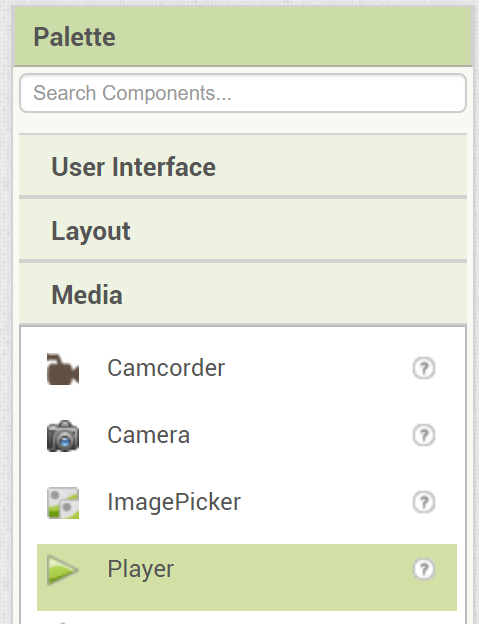 Palette
Search Components...
User Interface
Layout
Media
Camcorder ?
Camera ?
ImagePicker ?
Player ?